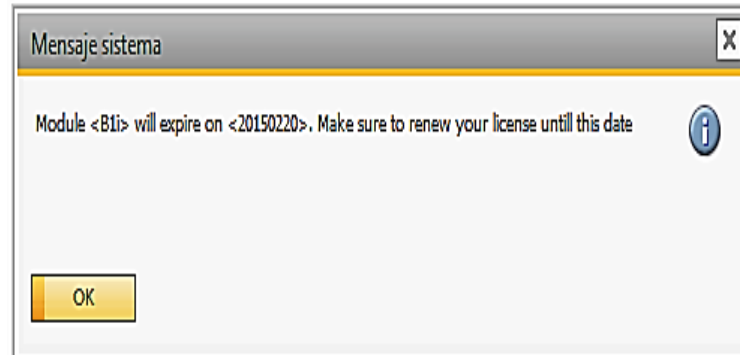 Mensaje sistema
Module <B1i> will expire on <20150220>. Make sure to renew your license untill this date
OK